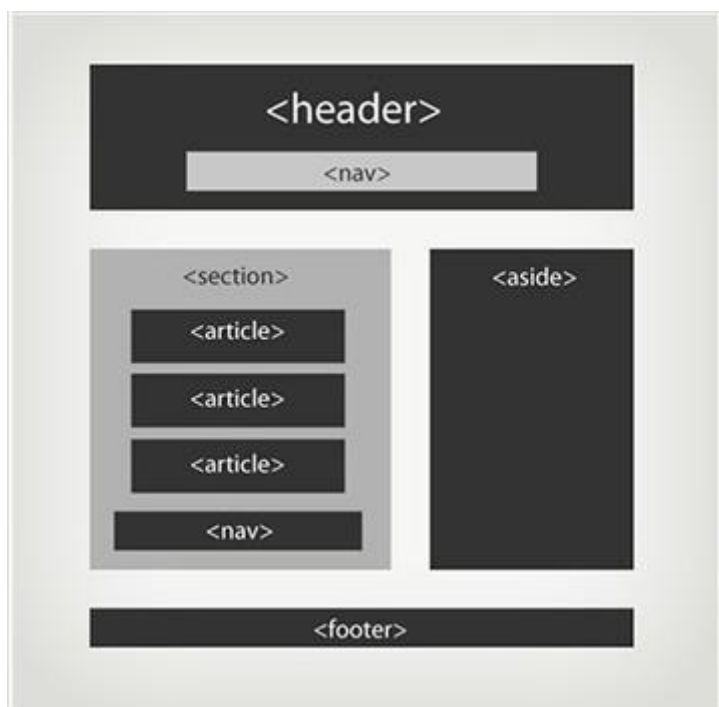 <header>
<nav>
<section>
<article>
<article>
<article>
<nav>
<aside>
<footer>